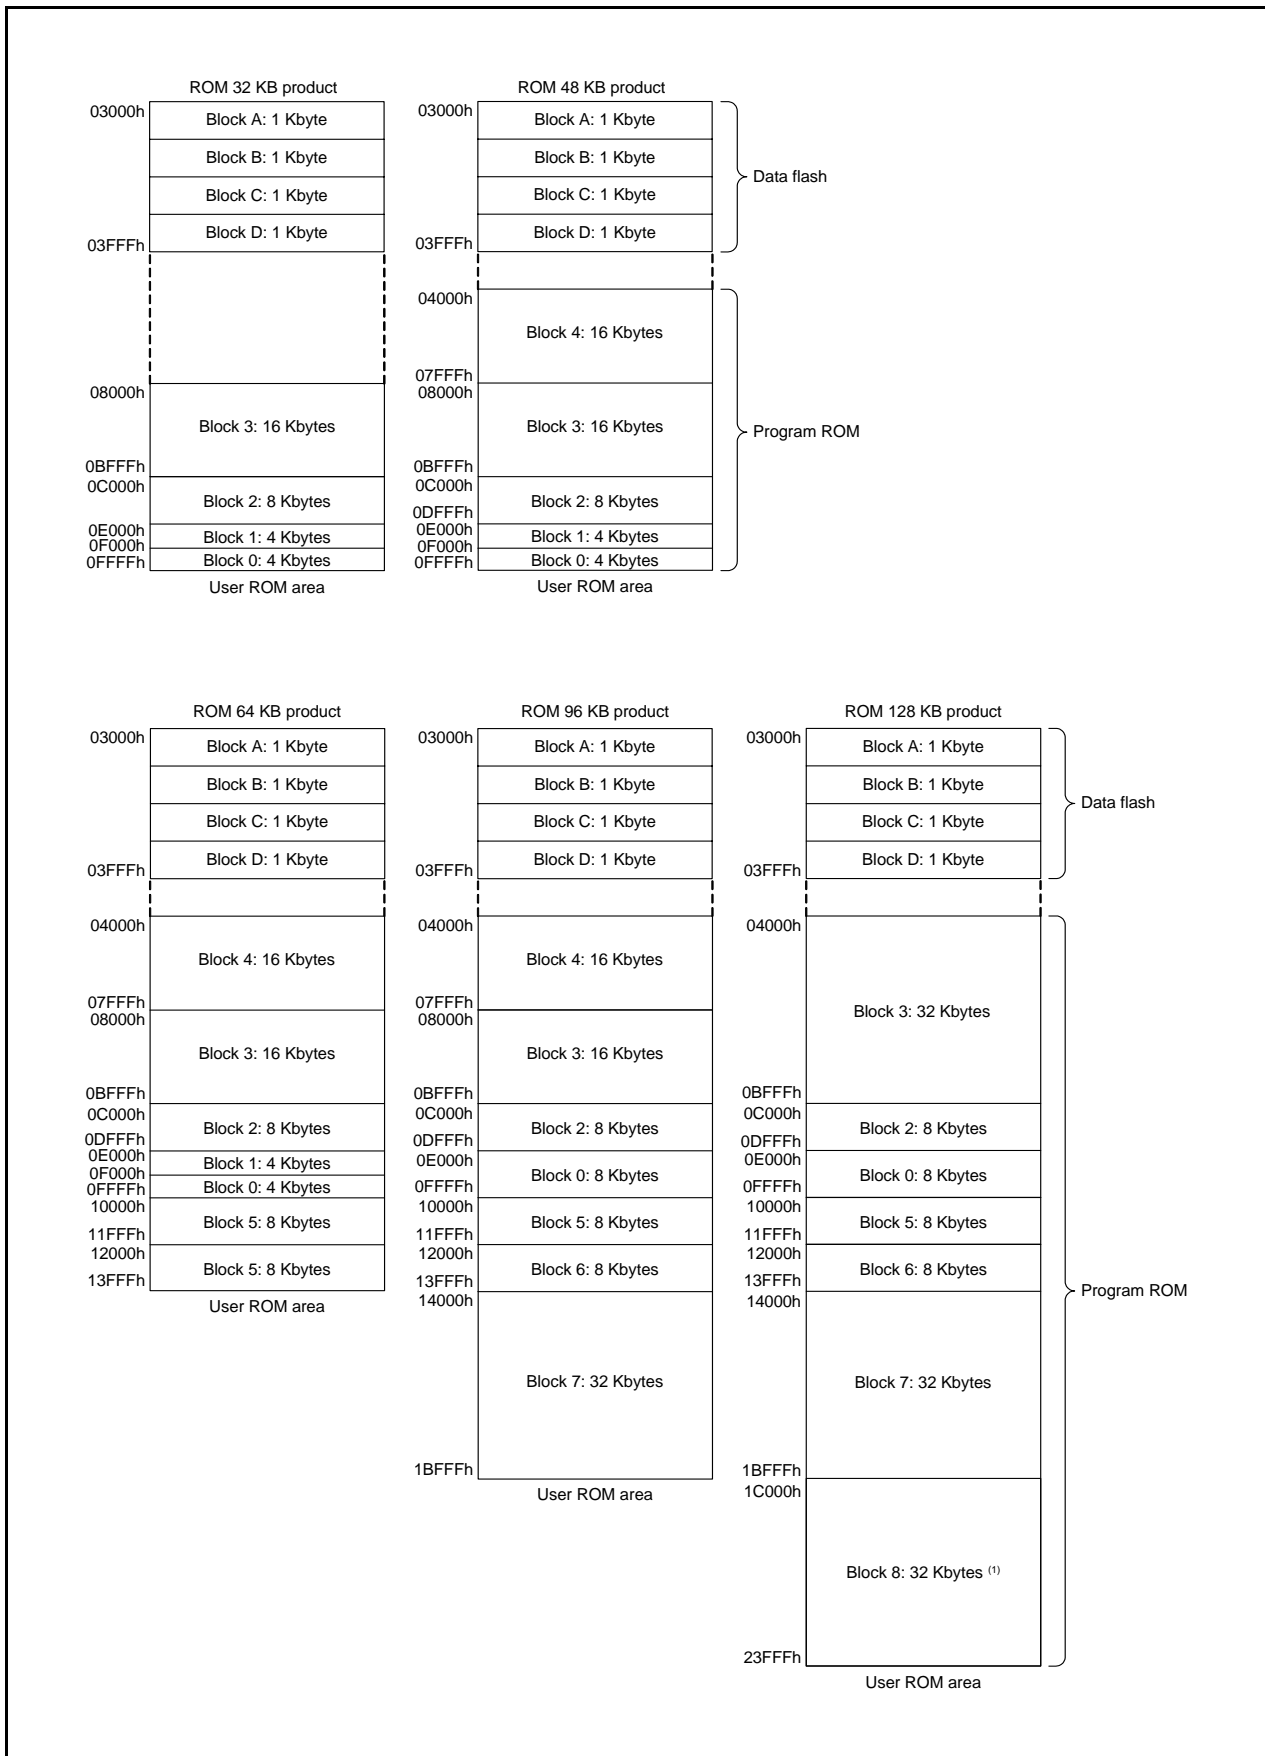 ROM 32 KB product
03000h
Block A: 1 Kbyte
Block B: 1 Kbyte
Block C: 1 Kbyte
Block D: 1 Kbyte
03FFFh
08000h
Block 3: 16 Kbytes
0BFFFh
0C000h
Block 2: 8 Kbytes
0E000h
Block 1: 4 Kbytes
0F000h
Block 0: 4 Kbytes
0FFFFh
User ROM area
ROM 48 KB product
03000h
Block A: 1 Kbyte
Block B: 1 Kbyte
Block C: 1 Kbyte
Block D: 1 Kbyte
03FFFh
04000h
Block 4: 16 Kbytes
07FFFh
08000h
Block 3: 16 Kbytes
0BFFFh
0C000h
Block 2: 8 Kbytes
0DFFFh
0E000h
Block 1: 4 Kbytes
0F000h
Block 0: 4 Kbytes
0FFFFh
User ROM area
Data flash
Program ROM
ROM 64 KB product
03000h
Block A: 1 Kbyte
Block B: 1 Kbyte
Block C: 1 Kbyte
Block D: 1 Kbyte
03FFFh
04000h
Block 4: 16 Kbytes
07FFFh
08000h
Block 3: 16 Kbytes
0BFFFh
0C000h
Block 2: 8 Kbytes
0DFFFh
0E000h
Block 1: 4 Kbytes
0F000h
Block 0: 4 Kbytes
0FFFFh
10000h
Block 5: 8 Kbytes
11FFFh
12000h
Block 5: 8 Kbytes
13FFFh
User ROM area
ROM 96 KB product
03000h
Block A: 1 Kbyte
Block B: 1 Kbyte
Block C: 1 Kbyte
Block D: 1 Kbyte
03FFFh
04000h
Block 4: 16 Kbytes
07FFFh
08000h
Block 3: 16 Kbytes
0BFFFh
0C000h
Block 2: 8 Kbytes
0DFFFh
0E000h
Block 0: 8 Kbytes
0FFFFh
10000h
Block 5: 8 Kbytes
11FFFh
12000h
Block 6: 8 Kbytes
13FFFh
14000h
Block 7: 32 Kbytes
1BFFFh
User ROM area
ROM 128 KB product
03000h
Block A: 1 Kbyte
Block B: 1 Kbyte
Block C: 1 Kbyte
Block D: 1 Kbyte
03FFFh
04000h
Block 3: 32 Kbytes
0BFFFh
0C000h
Block 2: 8 Kbytes
0DFFFh
0E000h
Block 0: 8 Kbytes
0FFFFh
10000h
Block 5: 8 Kbytes
11FFFh
12000h
Block 6: 8 Kbytes
13FFFh
14000h
Block 7: 32 Kbytes
1BFFFh
1C000h
Block 8: 32 Kbytes (1)
23FFFh
User ROM area
Data flash
Program ROM